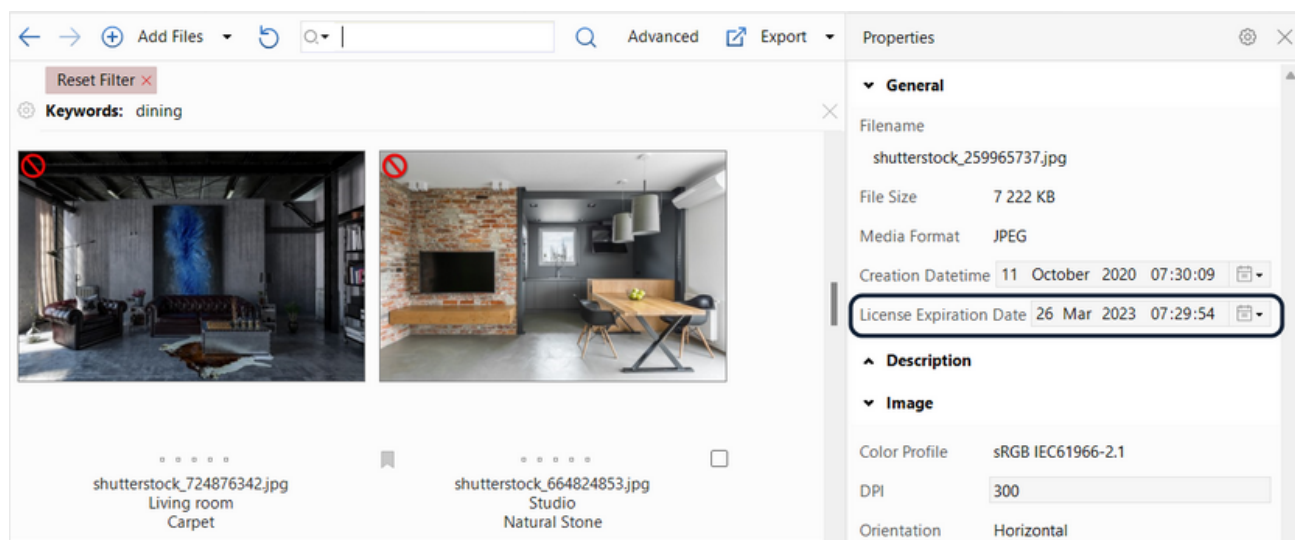 Add Files
Advanced
Export
Reset Filter ×
Keywords: dining
shutterstock_724876342.jpg
Living room
Carpet
shutterstock_664824853.jpg
Studio
Natural Stone
Properties
General
Filename
shutterstock_259965737.jpg
File Size 7 222 KB
Media Format JPEG
Creation Datetime 11 October 2020 07:30:09
License Expiration Date 26 Mar 2023 07:29:54
Description
Image
Color Profile sRGB IEC61966-2.1
DPI 300
Orientation Horizontal